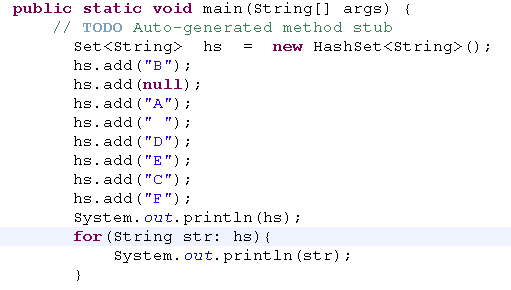 public static void main(String[] args) {
// TODO Auto-generated method stub
Set<String> hs = new HashSet<String>();
hs.add("B");
hs.add(null);
hs.add("A");
hs.add(" ");
hs.add("D");
hs.add("E");
hs.add("C");
hs.add("F");
System.out.println(hs);
for(String str: hs){
System.out.println(str);
}